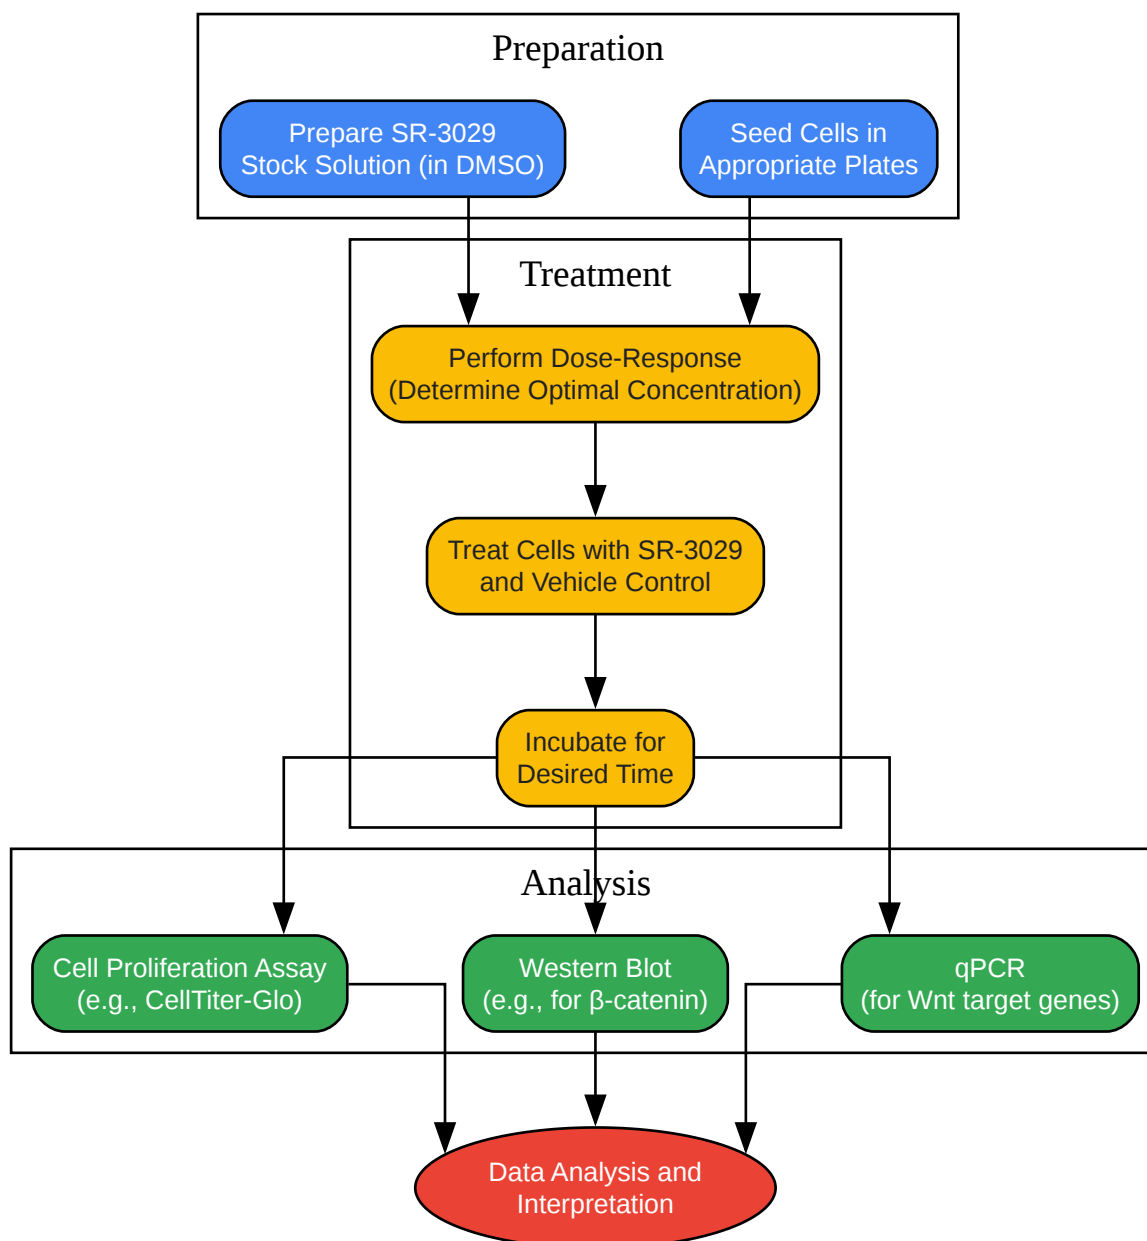 Preparation
Prepare SR-3029
Stock Solution (in DMSO)
Seed Cells in
Appropriate Plates
Treatment
Perform Dose-Response
(Determine Optimal Concentration)
Treat Cells with SR-3029
and Vehicle Control
Incubate for
Desired Time
Analysis
Cell Proliferation Assay
(e.g., CellTiter-Glo)
Western Blot
(e.g., for β-catenin)
qPCR
(for Wnt target genes)
Data Analysis and
Interpretation